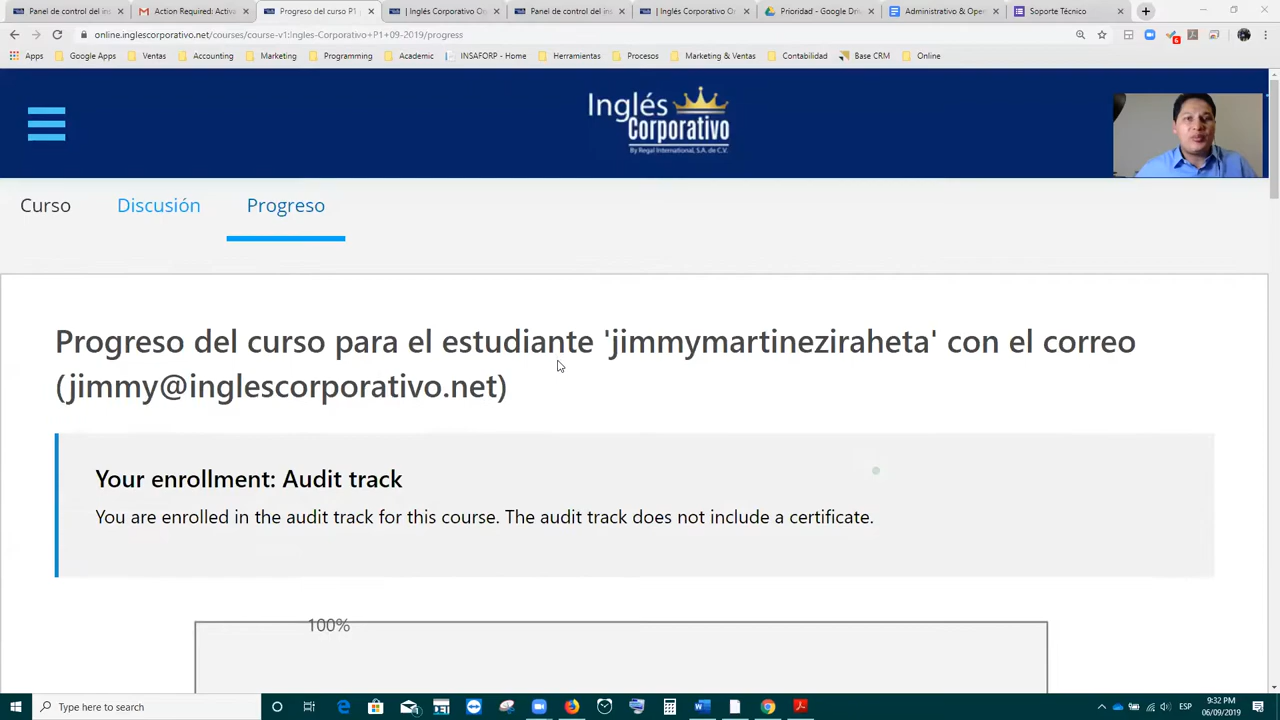 Panel de control del in
Action Required: Activa
Progreso del curso P1
Inglés Corporativo On
Panel de control del in
Inglés Corporativo On
Prioridad - Google Dri
Administrativo & Ope
Soporte Técnico
online.inglescorporativo.net/courses/course-v1:Ingles-Corporativo+P1+09-2019/progress
Apps Google Apps Ventas Accounting Marketing Programming Academic INSAFORP - Home Herramientas Procesos Marketing & Ventas Contabilidad Base CRM Online
Inglés
Corporativo
By Regal International, S.A. de C.V.
Curso Discusión Progreso
Progreso del curso para el estudiante 'jimmymartineziraheta' con el correo
(jimmy@inglescorporativo.net)
Your enrollment: Audit track
You are enrolled in the audit track for this course. The audit track does not include a certificate.
100%
Type here to search
ESP
9:32 PM
06/09/2019